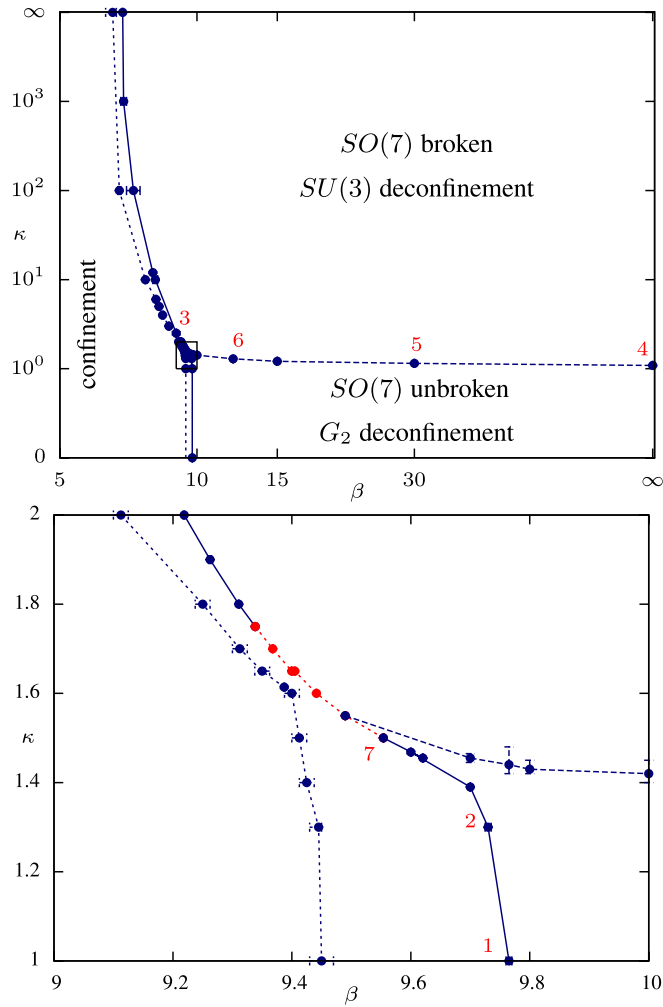 ∞
10³
10²
κ
10¹
10⁰
0
confinement
SO(7) broken
SU(3) deconfinement
3
6
5
4
SO(7) unbroken
G₂ deconfinement
5 10 15 30 ∞
β
2
1.8
1.6
κ
1.4
1.2
1
7
2
1
9 9.2 9.4 9.6 9.8 10
β